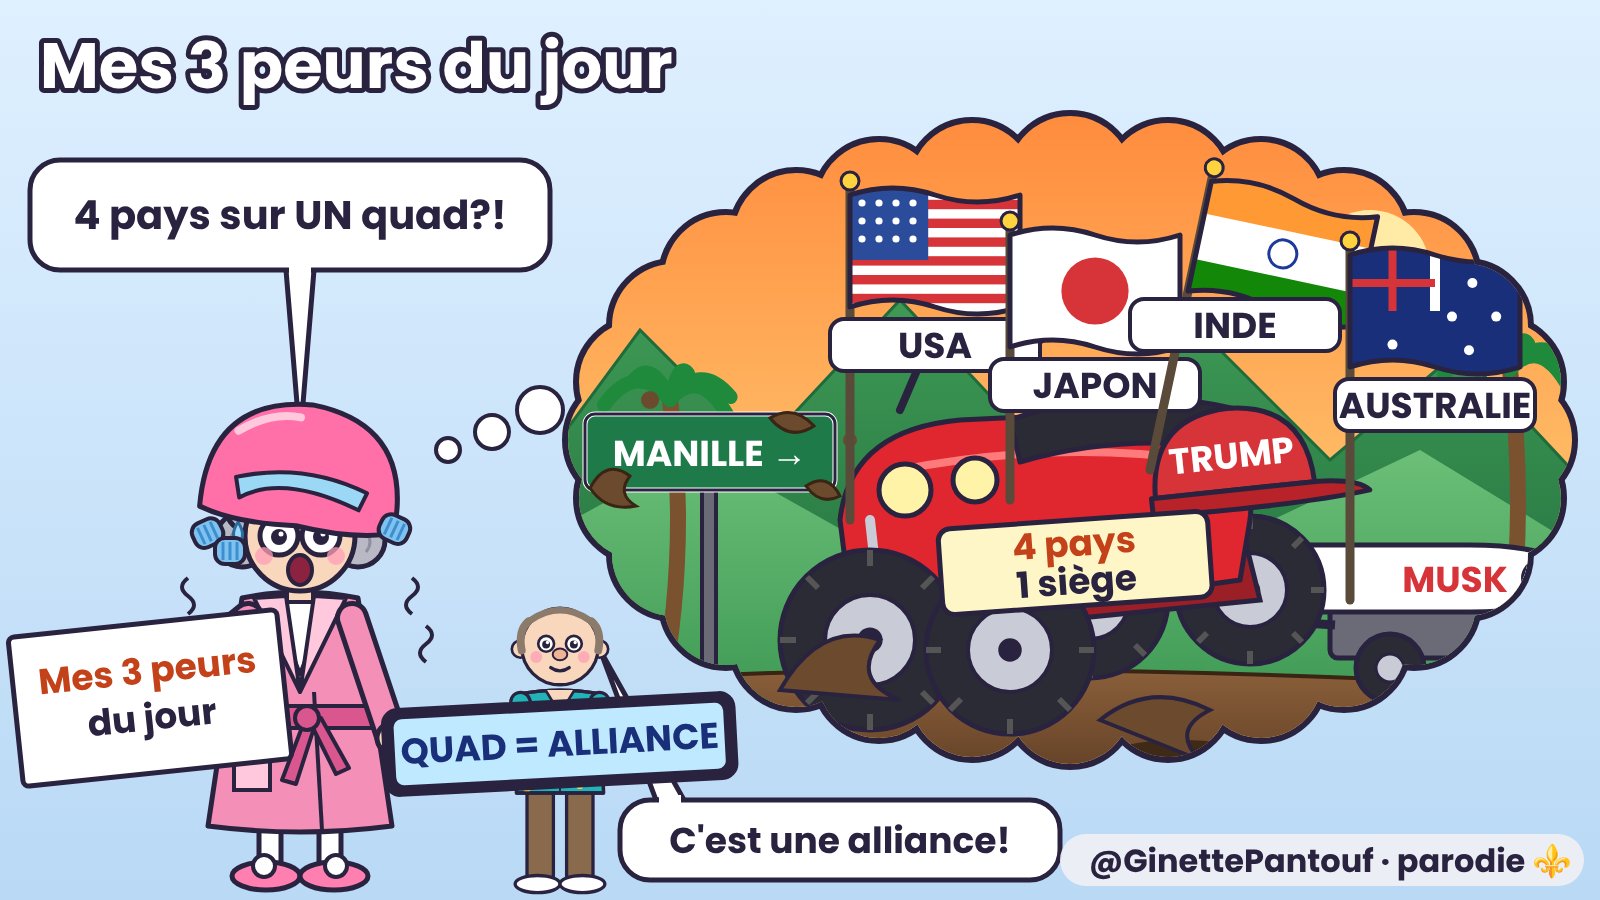 Mes 3 peurs du jour
4 pays sur UN quad?!
USA
JAPON
INDE
AUSTRALIE
MANILLE →
TRUMP
4 pays
1 siège
MUSK
Mes 3 peurs
du jour
QUAD = ALLIANCE
C'est une alliance!
@GinettePantouf · parodie ⚜️